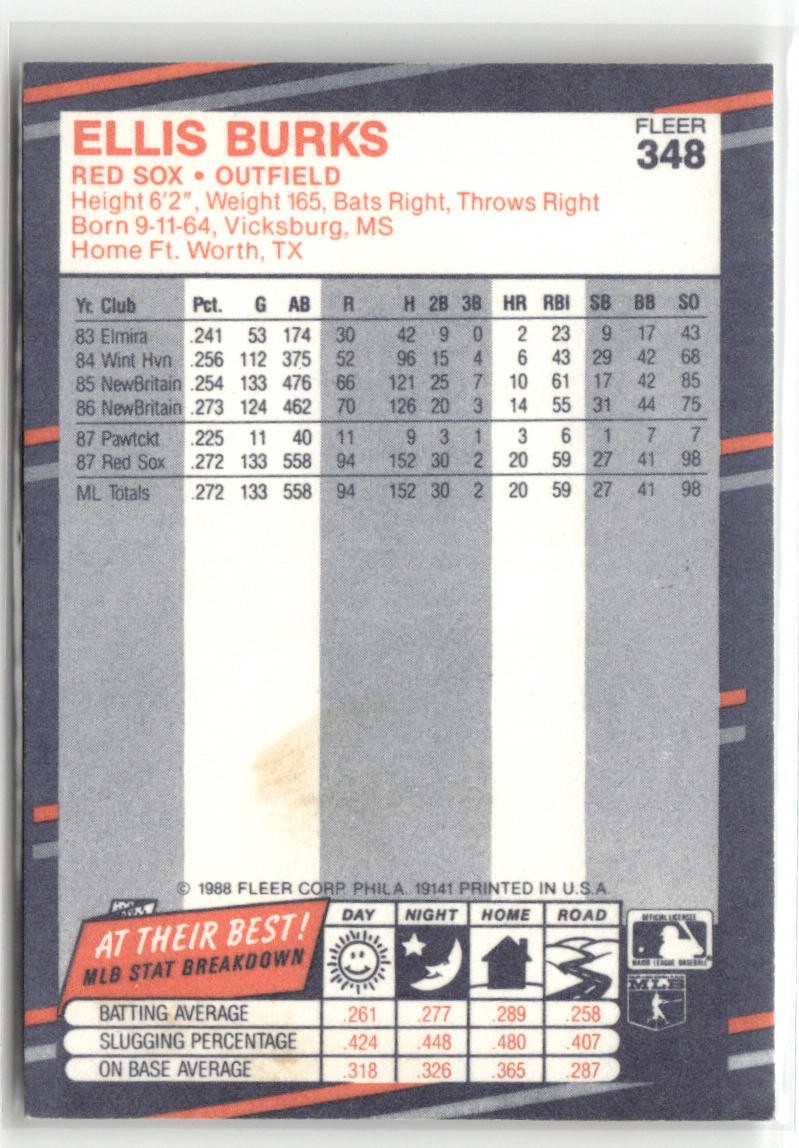 ELLIS BURKS
FLEER
348
RED SOX • OUTFIELD
Height 6'2", Weight 165, Bats Right, Throws Right
Born 9-11-64, Vicksburg, MS
Home Ft. Worth, TX
Yr. Club Pct. G AB R H 2B 3B HR RBI SB BB SO
83 Elmira .241 53 174 30 42 9 0 2 23 9 17 43
84 Wint Hvn .256 112 375 52 96 15 4 6 43 29 42 68
85 NewBritain .254 133 476 66 121 25 7 10 61 17 42 85
86 NewBritain .273 124 462 70 126 20 3 14 55 31 44 75
87 Pawtckt .225 11 40 11 9 3 1 3 6 1 7 7
87 Red Sox .272 133 558 94 152 30 2 20 59 27 41 98
ML Totals .272 133 558 94 152 30 2 20 59 27 41 98
© 1988 FLEER CORP. PHILA. 19141 PRINTED IN U.S.A.
AT THEIR BEST!
MLB STAT BREAKDOWN
DAY NIGHT HOME ROAD
BATTING AVERAGE .261 .277 .289 .258
SLUGGING PERCENTAGE .424 .448 .480 .407
ON BASE AVERAGE .318 .326 .365 .287
OFFICIAL LICENSEE
MAJOR LEAGUE BASEBALL
MLB